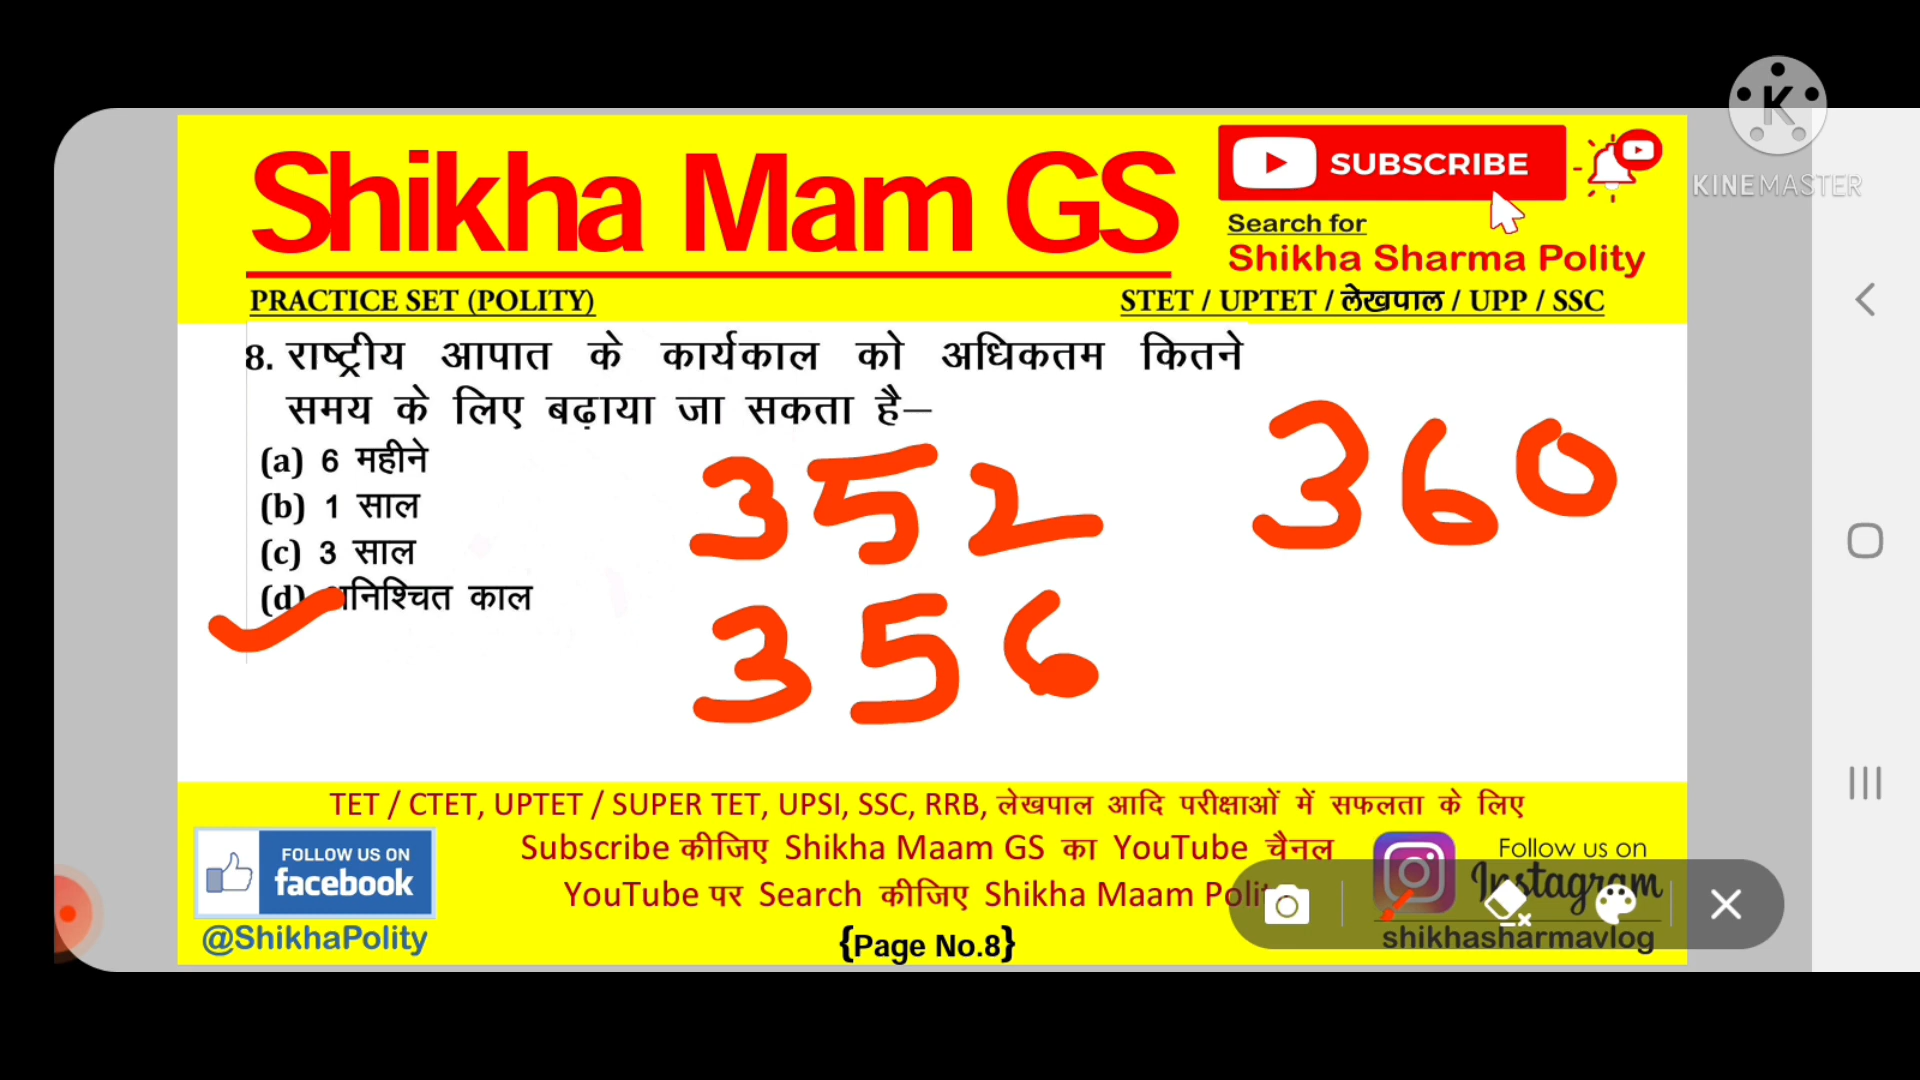 KINEMASTER
Shikha Mam GS
SUBSCRIBE
Search for
Shikha Sharma Polity
PRACTICE SET (POLITY)
STET / UPTET / लेखपाल / UPP / SSC
8. राष्ट्रीय आपात के कार्यकाल को अधिकतम कितने
समय के लिए बढ़ाया जा सकता है–
(a) 6 महीने
(b) 1 साल
(c) 3 साल
(d) अनिश्चित काल
352
360
356
TET / CTET, UPTET / SUPER TET, UPSI, SSC, RRB, लेखपाल आदि परीक्षाओं में सफलता के लिए
Subscribe कीजिए Shikha Maam GS का YouTube चैनल
YouTube पर Search कीजिए Shikha Maam Polit
{Page No.8}
FOLLOW US ON
facebook
@ShikhaPolity
Follow us on
Instagram
shikhasharmavlog